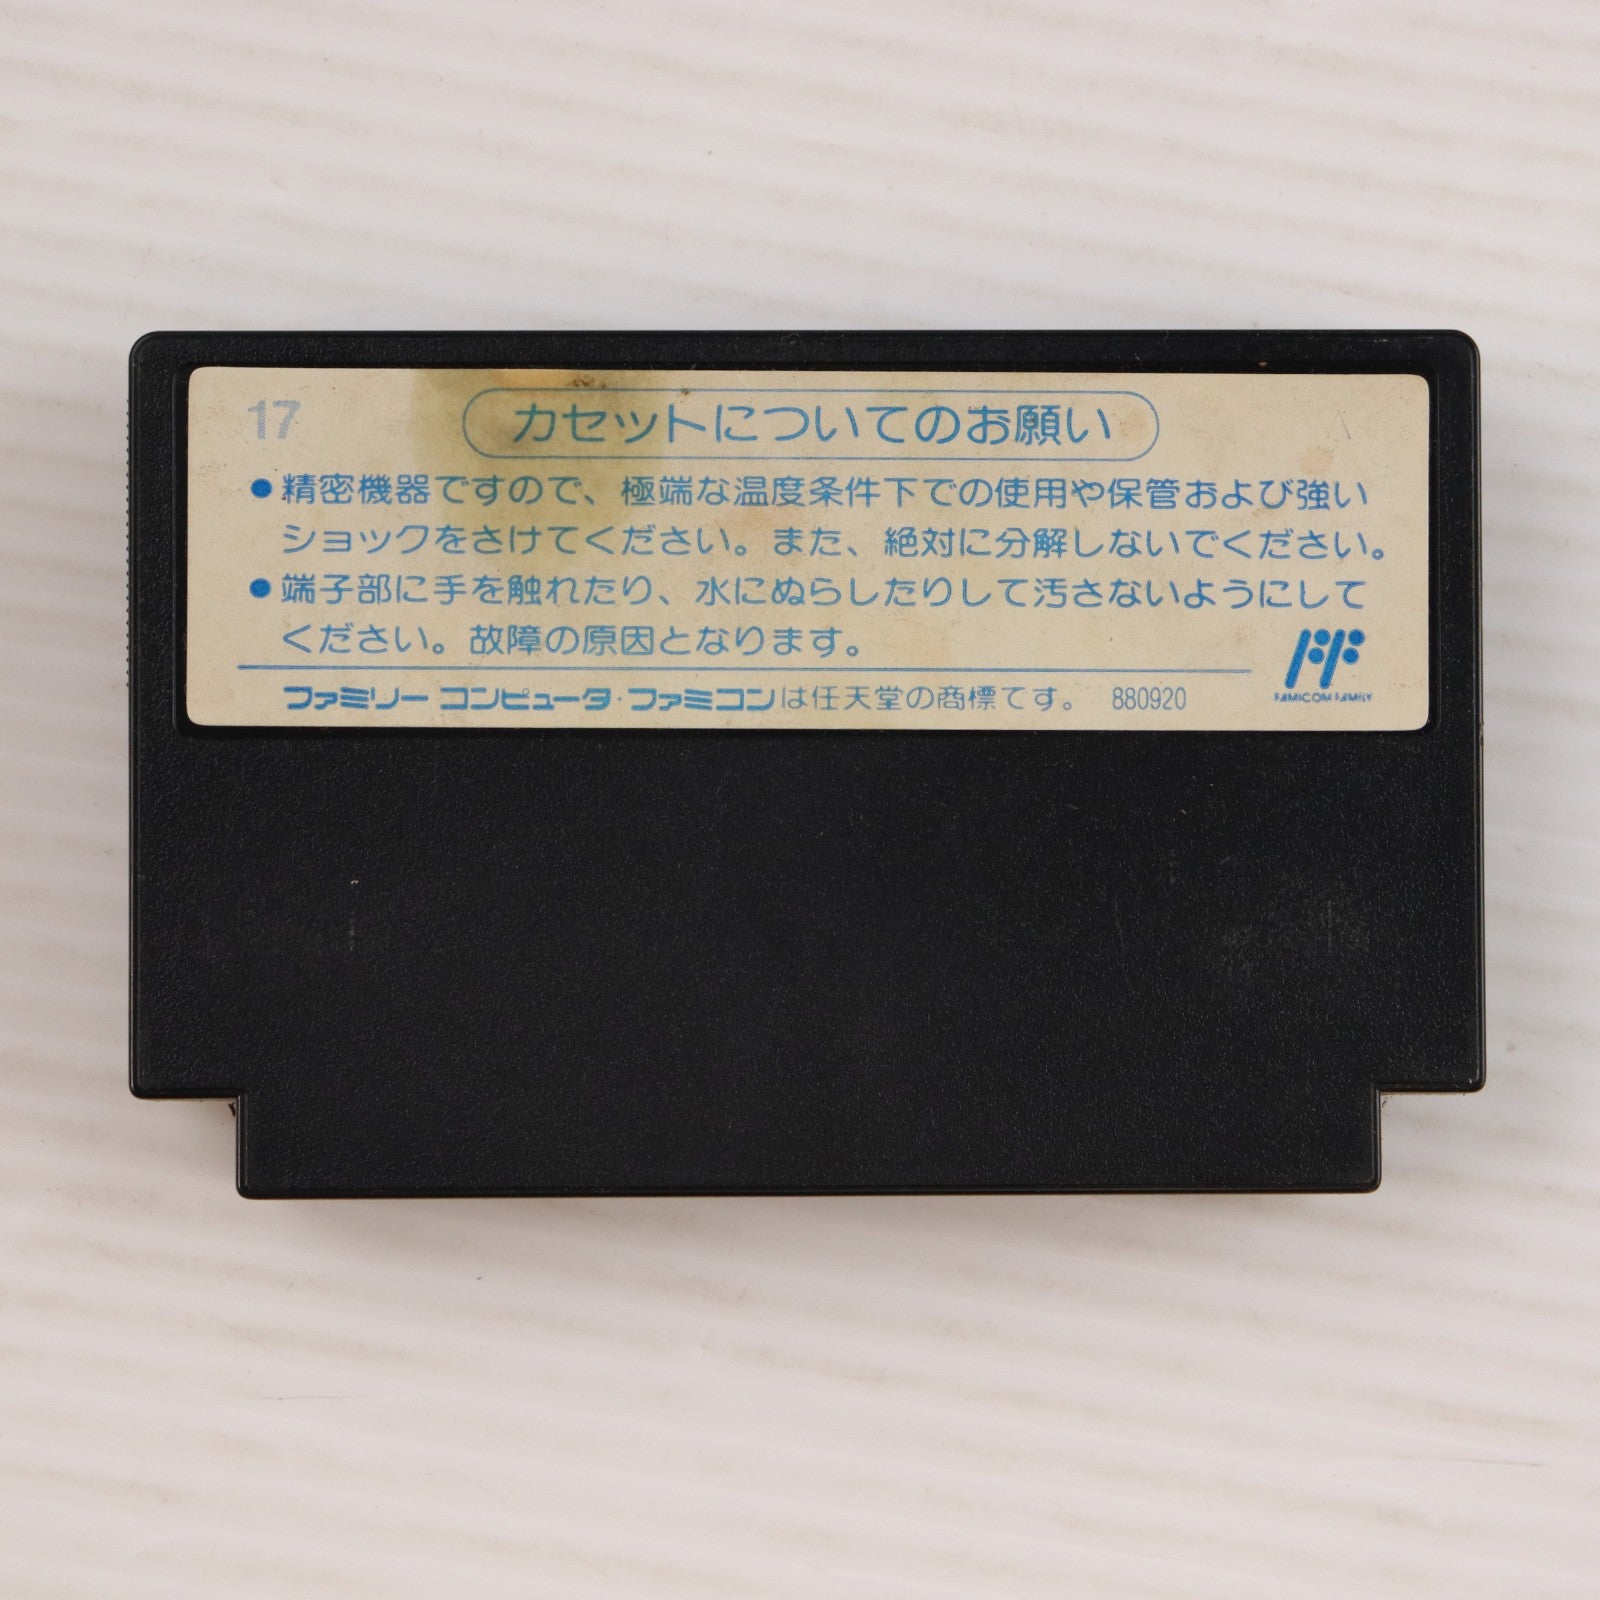 17
カセットについてのお願い
●精密機器ですので、極端な温度条件下での使用や保管および強い
ショックをさけてください。また、絶対に分解しないでください。
●端子部に手を触れたり、水にぬらしたりして汚さないようにして
ください。故障の原因となります。
ファミリーコンピュータ・ファミコンは任天堂の商標です。 880920
FAMICOM FAMILY